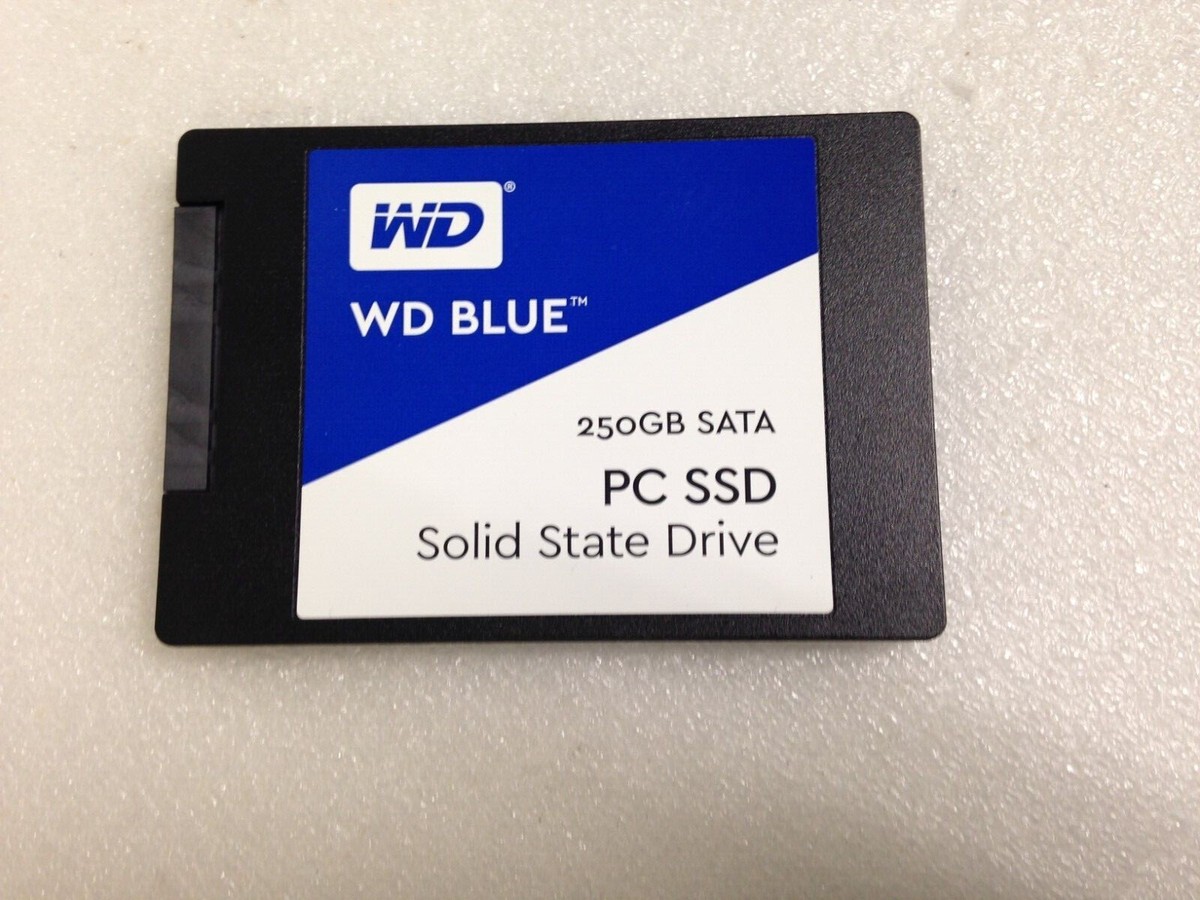 WD®
WD BLUE™
250GB SATA
PC SSD
Solid State Drive